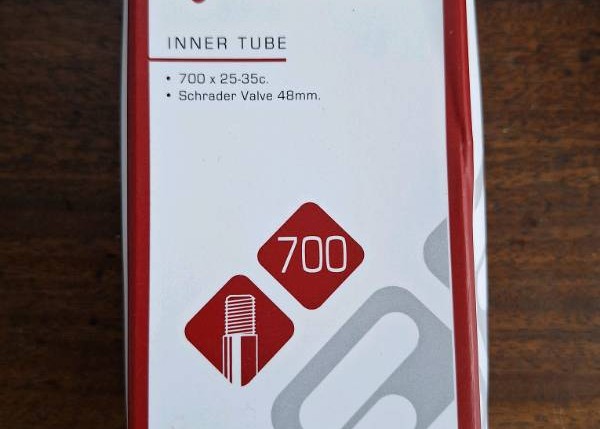 INNER TUBE
• 700 x 25-35c.
• Schrader Valve 48mm.
700